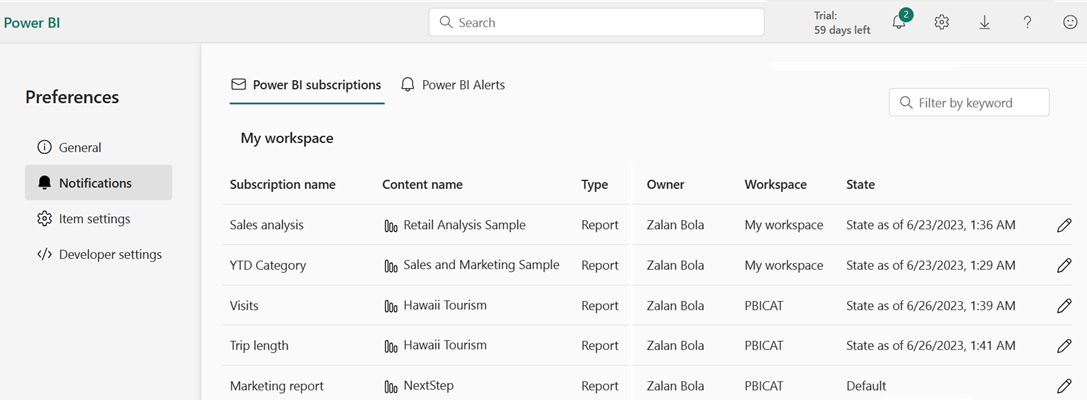 Power BI
Search
Trial:
59 days left
2
Preferences
General
Notifications
Item settings
Developer settings
Power BI subscriptions
Power BI Alerts
Filter by keyword
My workspace
Subscription name Content name Type Owner Workspace State
Sales analysis Retail Analysis Sample Report Zalan Bola My workspace State as of 6/23/2023, 1:36 AM
YTD Category Sales and Marketing Sample Report Zalan Bola My workspace State as of 6/23/2023, 1:29 AM
Visits Hawaii Tourism Report Zalan Bola PBICAT State as of 6/26/2023, 1:39 AM
Trip length Hawaii Tourism Report Zalan Bola PBICAT State as of 6/26/2023, 1:41 AM
Marketing report NextStep Report Zalan Bola PBICAT Default